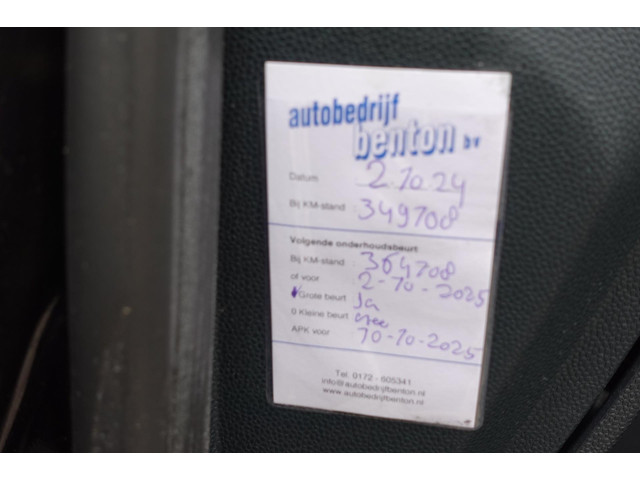 autobedrijf
benton bv
Datum : 2.10.24
Bij KM-stand : 349708
Volgende onderhoudsbeurt
Bij KM-stand : 364708
of voor : 2-10-2025
Grote beurt : Ja
0 Kleine beurt : nee
APK voor : 10-10-2025
Tel. 0172 - 605341
info@autobedrijfbenton.nl
www.autobedrijfbenton.nl